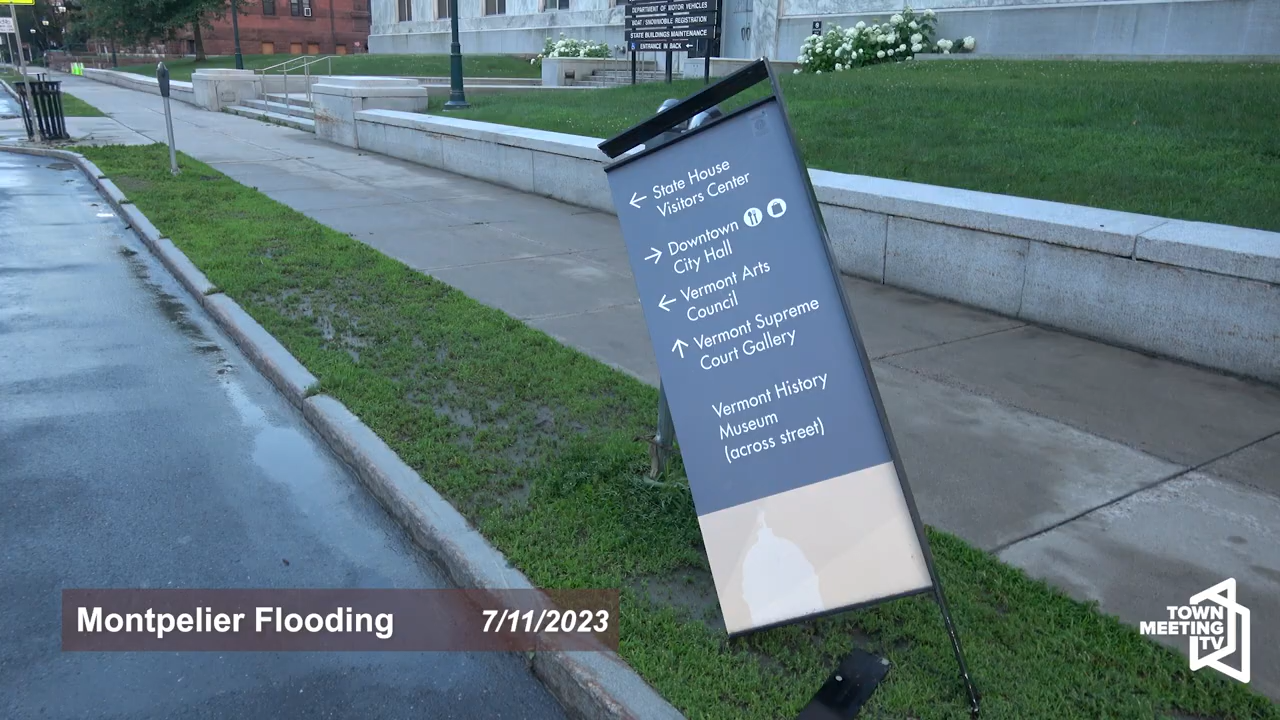 DEPARTMENT OF MOTOR VEHICLES
BOAT / SNOWMOBILE REGISTRATION
STATE BUILDINGS MAINTENANCE
ENTRANCE IN BACK
← State House
Visitors Center
→ Downtown
City Hall
← Vermont Arts
Council
↑ Vermont Supreme
Court Gallery
Vermont History
Museum
(across street)
Montpelier Flooding 7/11/2023
TOWN
MEETING
TV